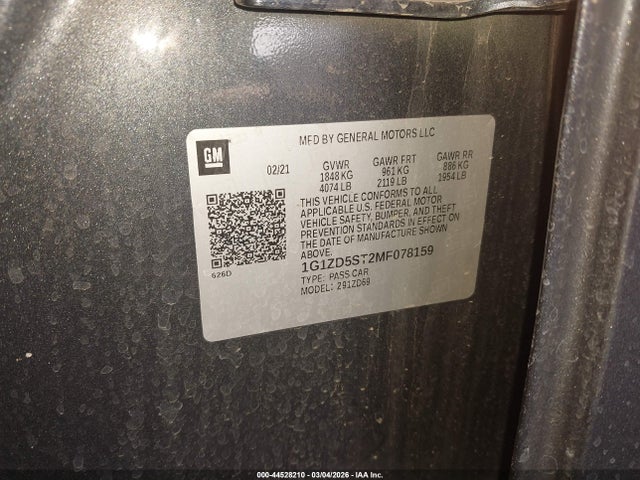 MFD BY GENERAL MOTORS LLC
GM
02/21
GVWR
1848 KG
4074 LB
GAWR FRT
961 KG
2119 LB
GAWR RR
886 KG
1954 LB
THIS VEHICLE CONFORMS TO ALL
APPLICABLE U.S. FEDERAL MOTOR
VEHICLE SAFETY, BUMPER, AND THEFT
PREVENTION STANDARDS IN EFFECT ON
THE DATE OF MANUFACTURE SHOWN
ABOVE.
626D
1G1ZD5ST2MF078159
TYPE: PASS CAR
MODEL: Z91ZD69
000-44528210 - 03/04/2026 - IAA Inc.